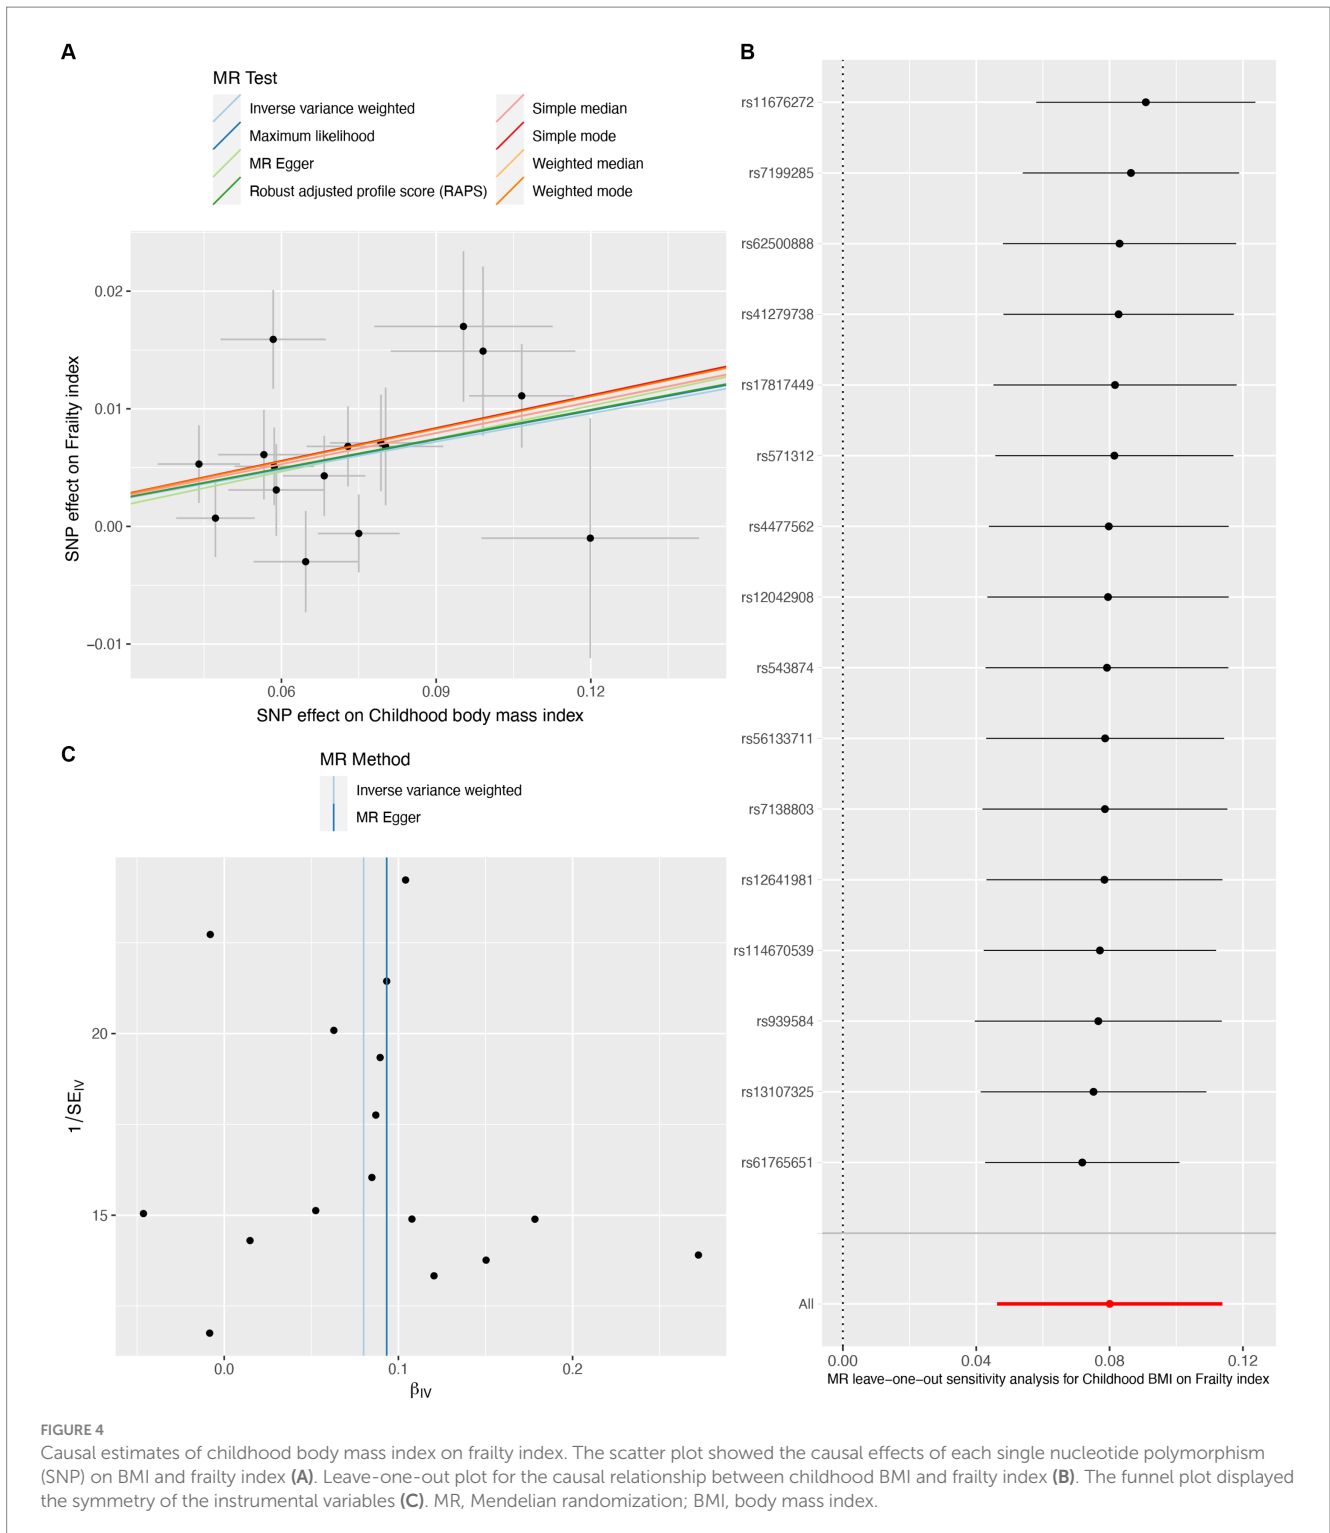 A
MR Test
Inverse variance weighted
Maximum likelihood
MR Egger
Robust adjusted profile score (RAPS)
Simple median
Simple mode
Weighted median
Weighted mode
SNP effect on Frailty index
0.02
0.01
0.00
−0.01
0.06
0.09
0.12
SNP effect on Childhood body mass index
B
rs11676272
rs7199285
rs62500888
rs41279738
rs17817449
rs571312
rs4477562
rs12042908
rs543874
rs56133711
rs7138803
rs12641981
rs114670539
rs939584
rs13107325
rs61765651
All
0.00
0.04
0.08
0.12
MR leave−one−out sensitivity analysis for Childhood BMI on Frailty index
C
MR Method
Inverse variance weighted
MR Egger
1/SE_IV
20
15
0.0
0.1
0.2
β_IV
FIGURE 4
Causal estimates of childhood body mass index on frailty index. The scatter plot showed the causal effects of each single nucleotide polymorphism
(SNP) on BMI and frailty index (A). Leave-one-out plot for the causal relationship between childhood BMI and frailty index (B). The funnel plot displayed
the symmetry of the instrumental variables (C). MR, Mendelian randomization; BMI, body mass index.